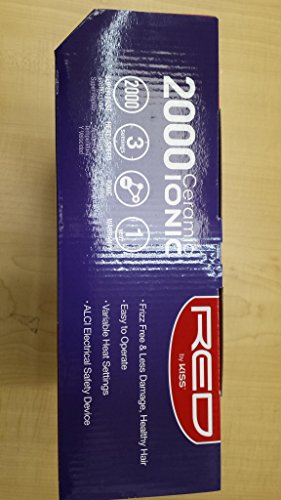 RED
by KISS®
2000 Ceramic
IONIC
2000
3
1
• Frizz Free & Less Damage, Healthy Hair
• Easy to Operate
• Variable Heat Settings
• ALCI Electrical Safety Device